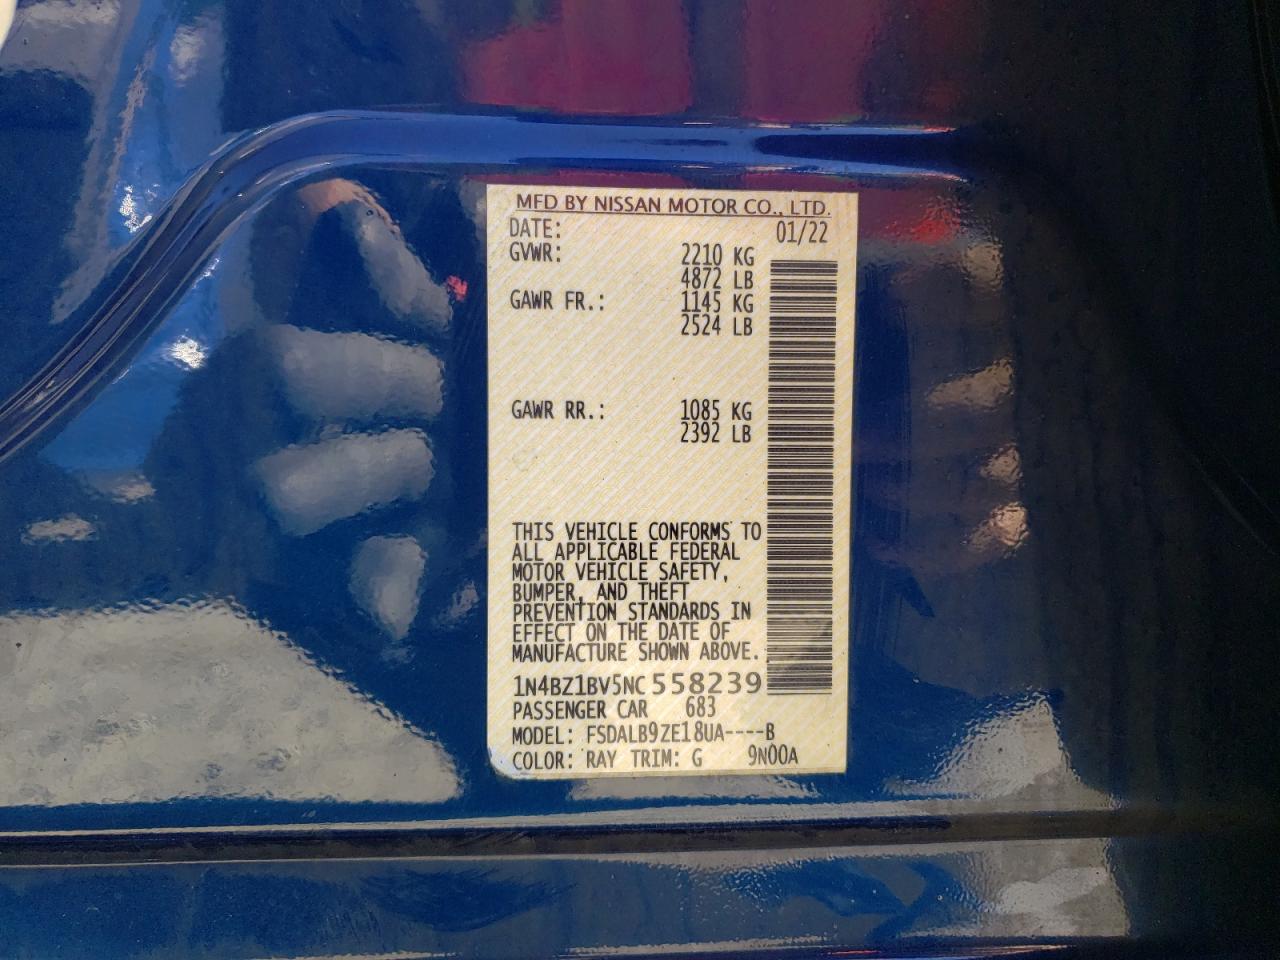 MFD BY NISSAN MOTOR CO., LTD.
DATE: 01/22
GVWR: 2210 KG
4872 LB
GAWR FR.: 1145 KG
2524 LB
GAWR RR.: 1085 KG
2392 LB
THIS VEHICLE CONFORMS TO
ALL APPLICABLE FEDERAL
MOTOR VEHICLE SAFETY,
BUMPER, AND THEFT
PREVENTION STANDARDS IN
EFFECT ON THE DATE OF
MANUFACTURE SHOWN ABOVE.
1N4BZ1BV5NC558239
PASSENGER CAR 683
MODEL: FSDALB9ZE18UA----B
COLOR: RAY TRIM: G 9N00A